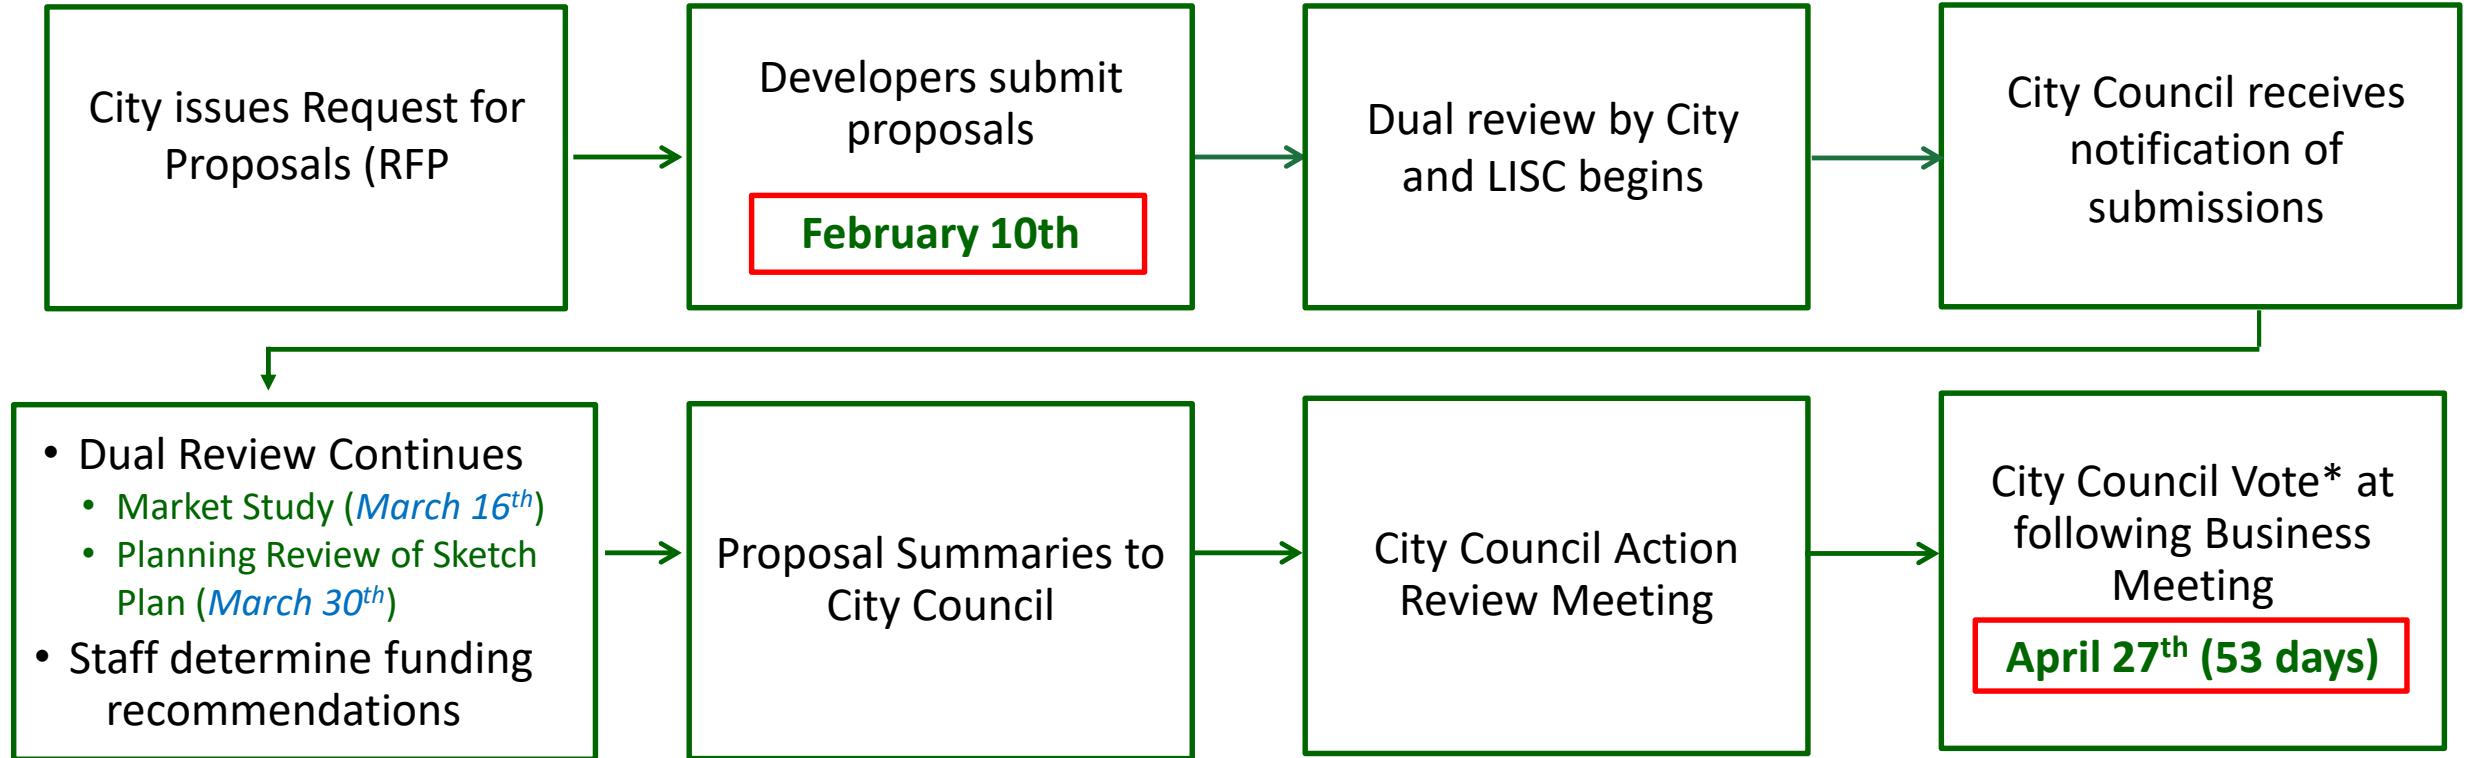 City issues Request for
Proposals (RFP
Developers submit
proposals
February 10th
Dual review by City
and LISC begins
City Council receives
notification of
submissions
• Dual Review Continues
• Market Study (March 16th)
• Planning Review of Sketch
Plan (March 30th)
• Staff determine funding
recommendations
Proposal Summaries to
City Council
City Council Action
Review Meeting
City Council Vote* at
following Business
Meeting
April 27th (53 days)